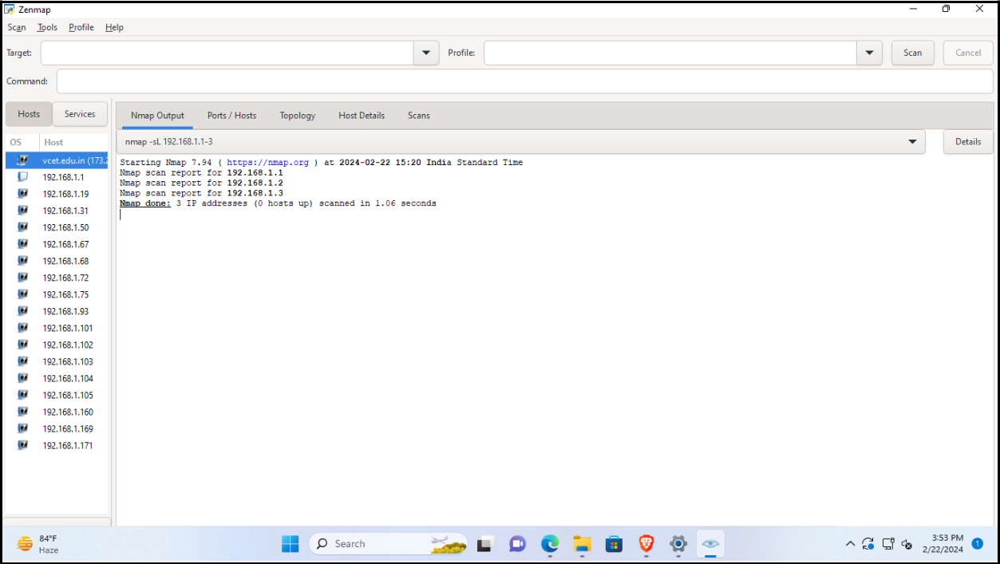 Zenmap
Scan Tools Profile Help
Target: Profile: Scan Cancel
Command:
Hosts Services
Nmap Output Ports / Hosts Topology Host Details Scans
OS Host
nmap -sL 192.168.1.1-3 Details
vcet.edu.in (173.2
192.168.1.1
192.168.1.19
192.168.1.31
192.168.1.50
192.168.1.67
192.168.1.68
192.168.1.72
192.168.1.75
192.168.1.93
192.168.1.101
192.168.1.102
192.168.1.103
192.168.1.104
192.168.1.105
192.168.1.160
192.168.1.169
192.168.1.171
Starting Nmap 7.94 ( https://nmap.org ) at 2024-02-22 15:20 India Standard Time
Nmap scan report for 192.168.1.1
Nmap scan report for 192.168.1.2
Nmap scan report for 192.168.1.3
Nmap done: 3 IP addresses (0 hosts up) scanned in 1.06 seconds
84°F
Haze
Search
3:53 PM
2/22/2024
1